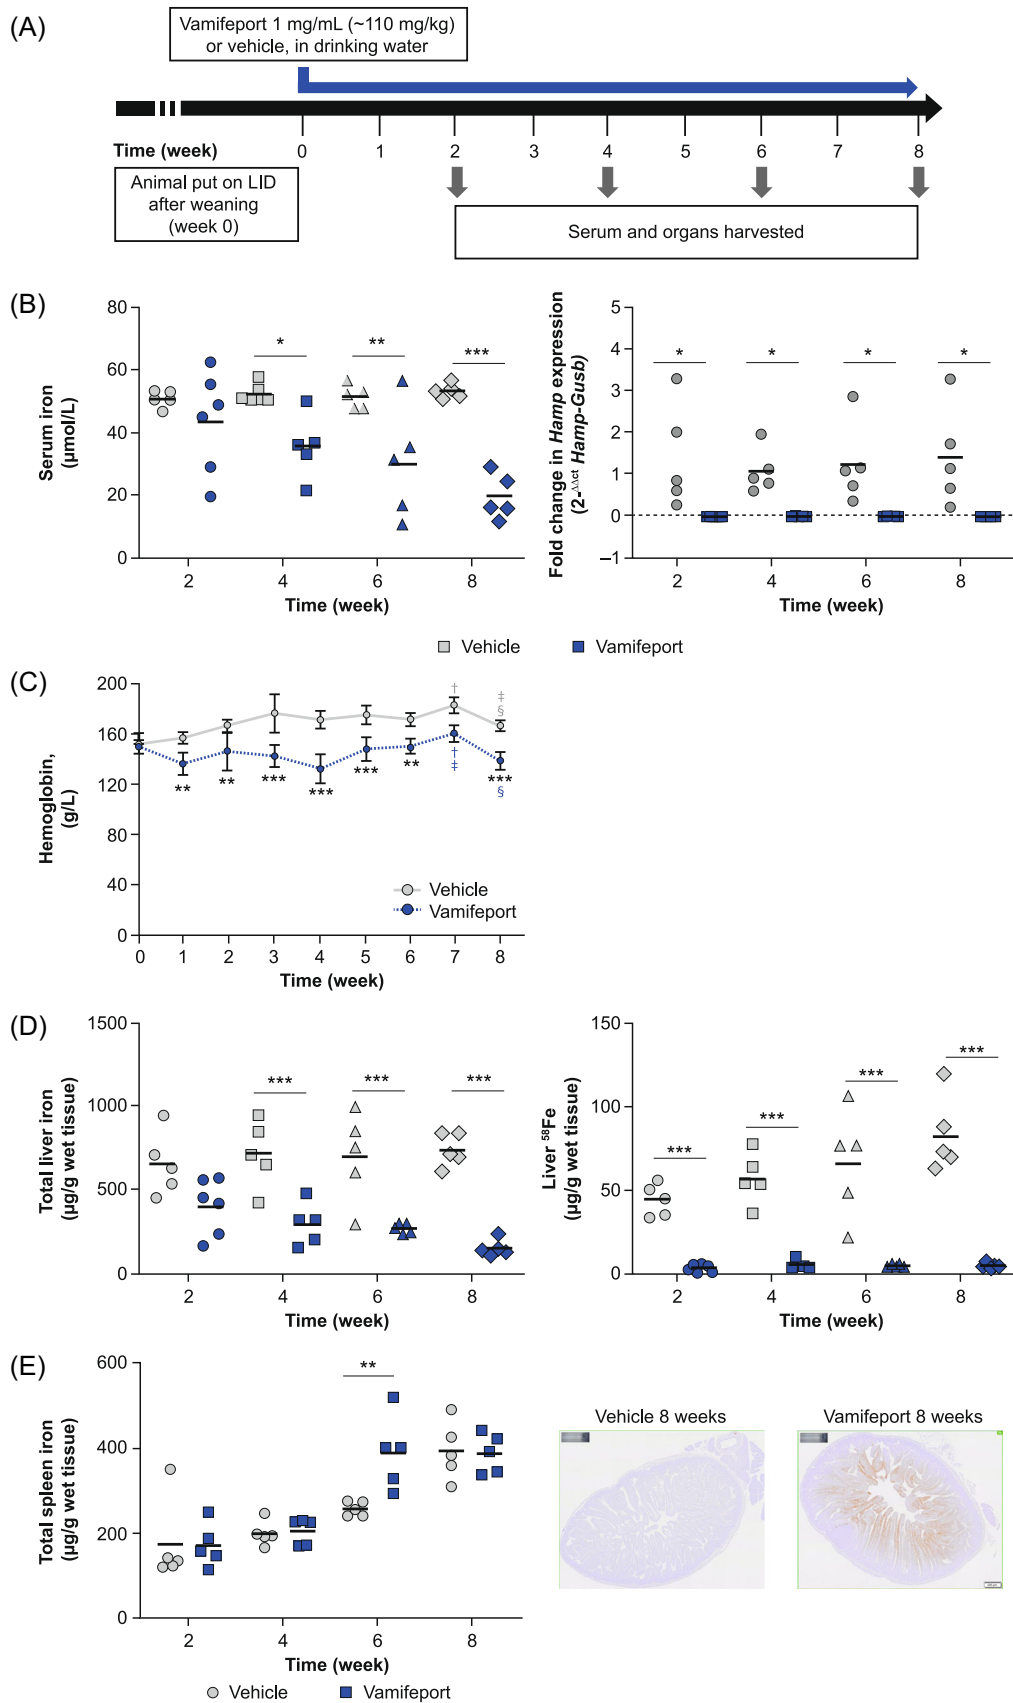 (A)
Vamifeport 1 mg/mL (~110 mg/kg)
or vehicle, in drinking water
Time (week)
0 1 2 3 4 5 6 7 8
Animal put on LID
after weaning
(week 0)
Serum and organs harvested
(B)
Serum iron
(µmol/L)
80
60
40
20
0
* ** ***
2 4 6 8
Time (week)
Fold change in Hamp expression
(2-ΔΔct Hamp-Gusb)
5
4
3
2
1
0
–1
* * * *
2 4 6 8
Time (week)
Vehicle Vamifeport
(C)
Hemoglobin,
(g/L)
200
160
120
80
40
0
† ‡
§
** ** *** *** *** ** † ***
‡ §
Vehicle
Vamifeport
0 1 2 3 4 5 6 7 8
Time (week)
(D)
Total liver iron
(µg/g wet tissue)
1500
1000
500
0
*** *** ***
2 4 6 8
Time (week)
Liver 58Fe
(µg/g wet tissue)
150
100
50
0
*** *** *** ***
2 4 6 8
Time (week)
(E)
Total spleen iron
(µg/g wet tissue)
600
400
200
0
**
2 4 6 8
Time (week)
Vehicle Vamifeport
Vehicle 8 weeks
Vamifeport 8 weeks